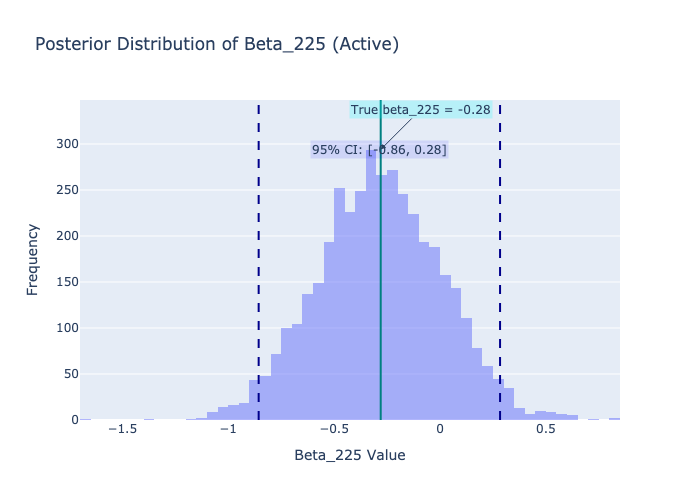 Posterior Distribution of Beta_225 (Active)
True beta_225 = -0.28
95% CI: [-0.86, 0.28]
300
250
200
150
100
50
0
Frequency
−1.5
−1
−0.5
0
0.5
Beta_225 Value